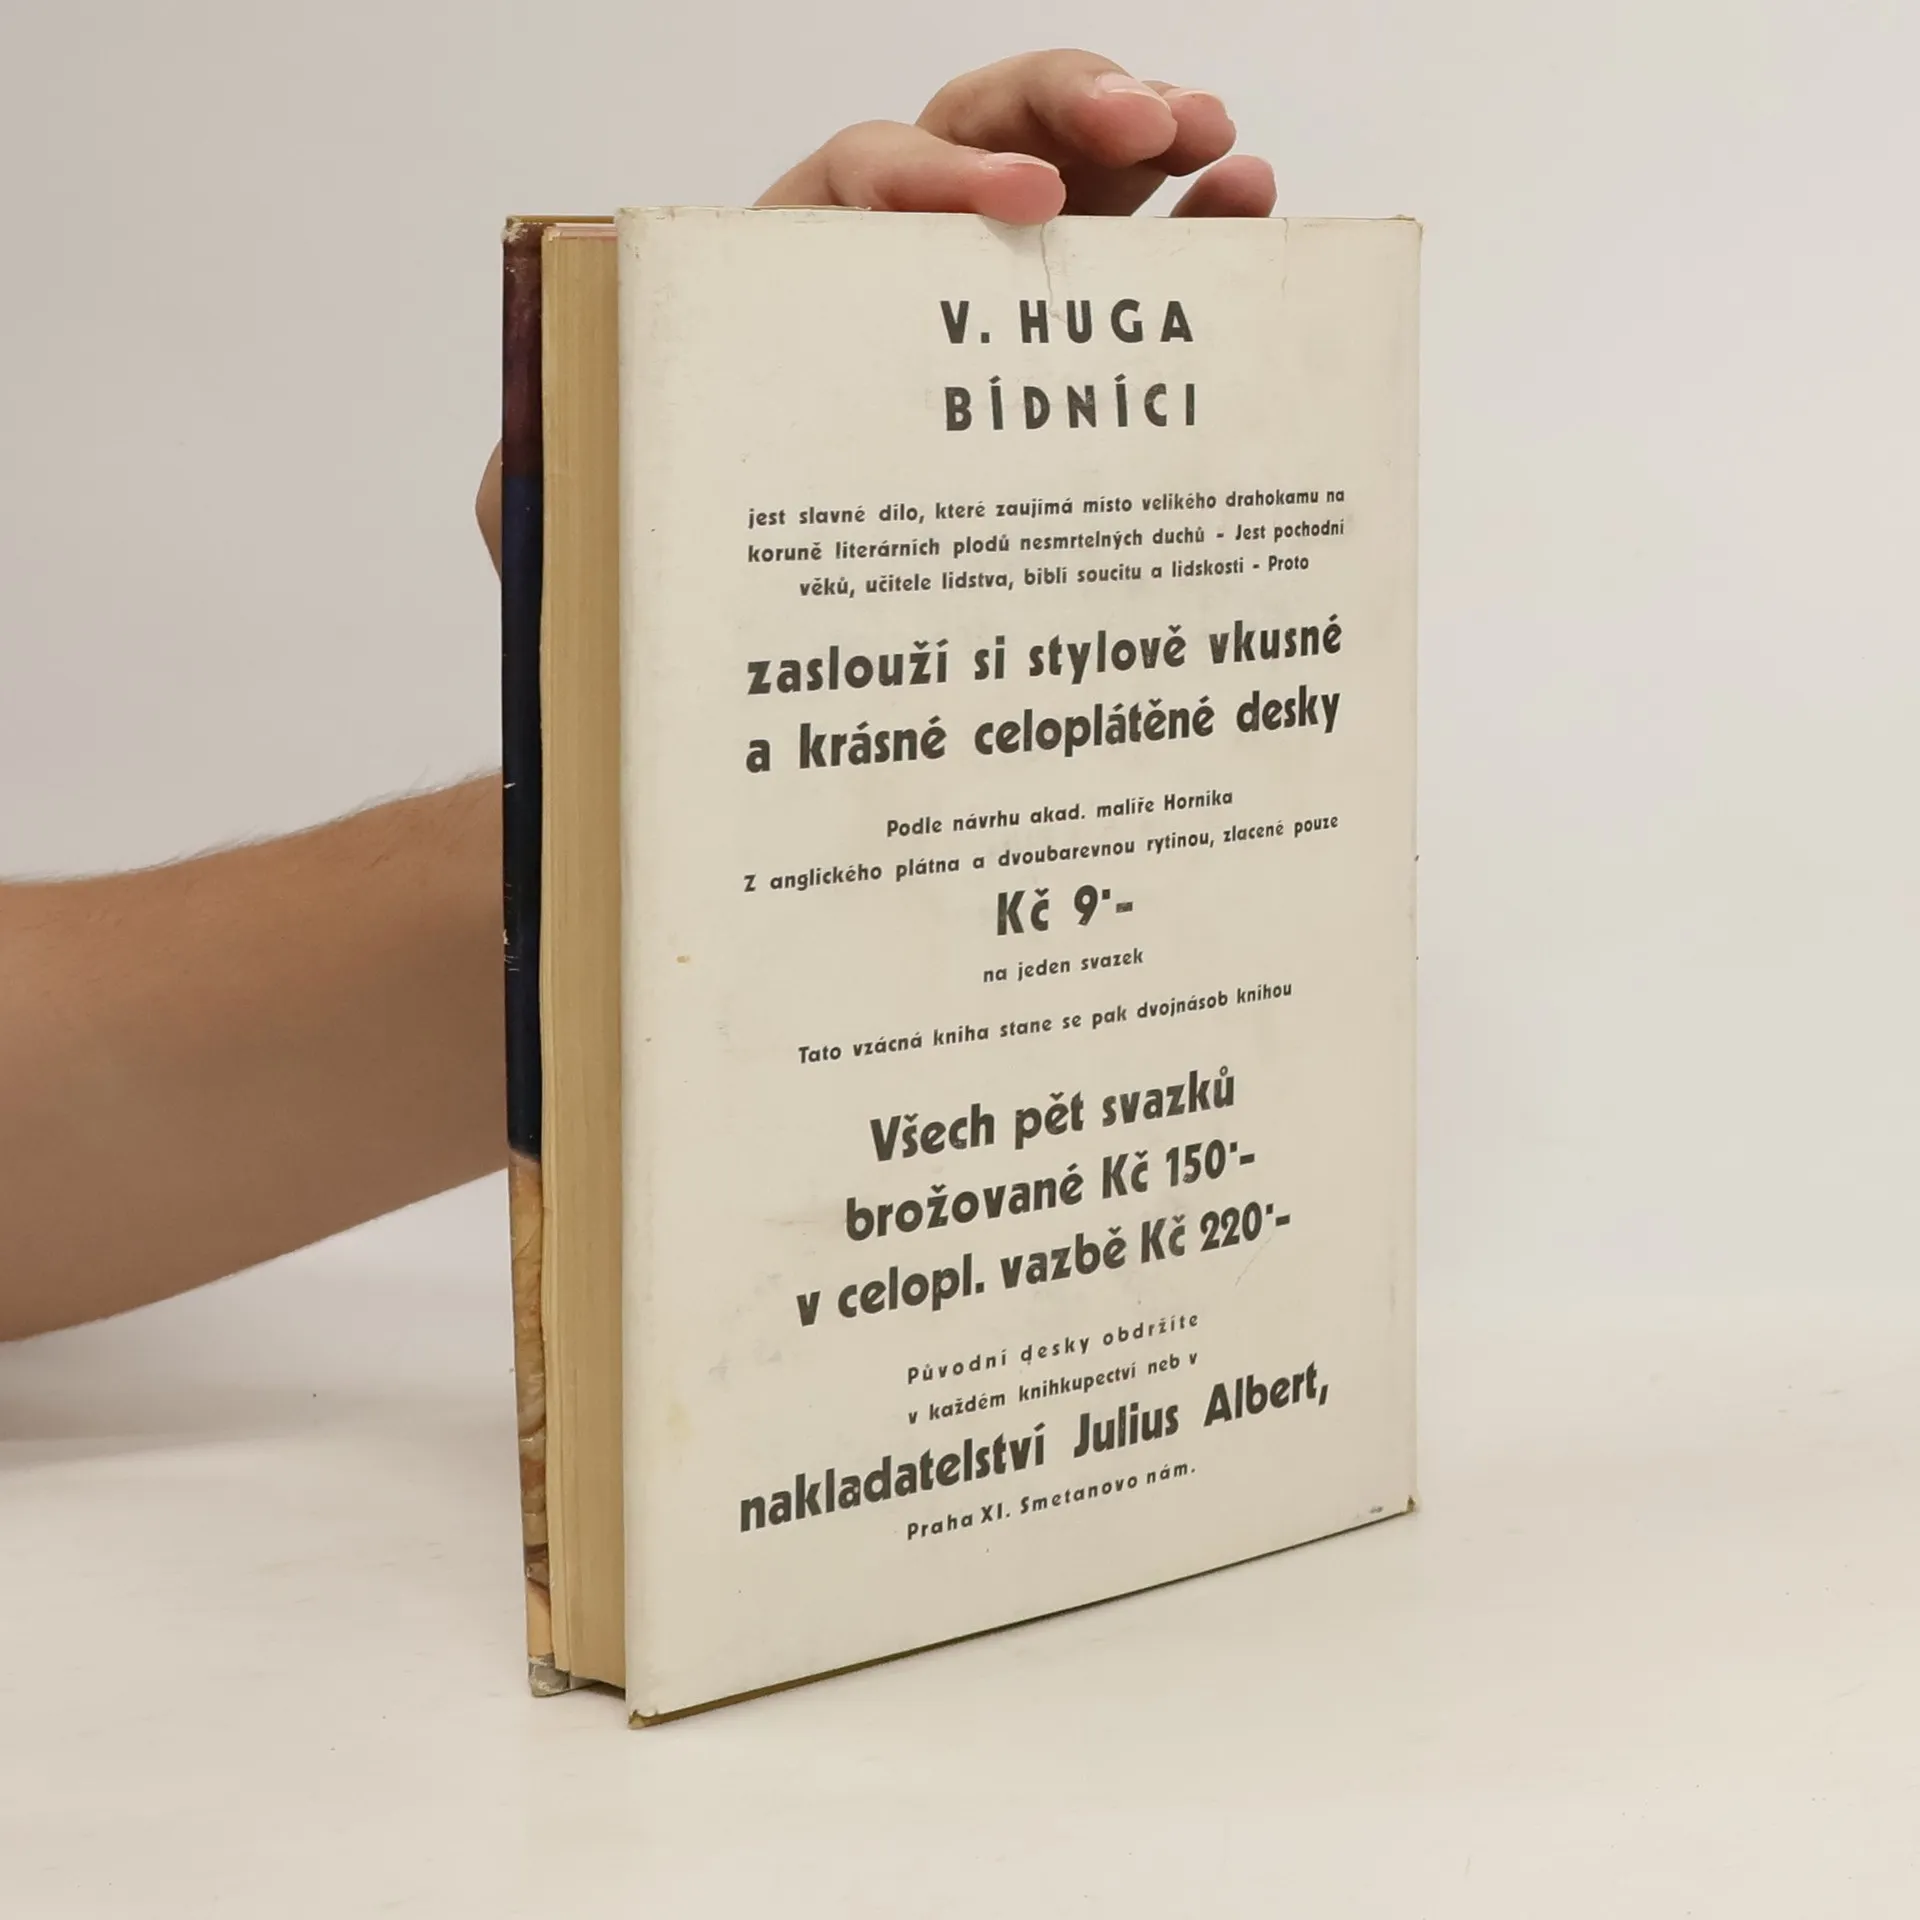 V. HUGA
BÍDNÍCI
jest slavné dílo, které zaujímá místo velikého drahokamu na
koruně literárních plodů nesmrtelných duchů - Jest pochodní
věků, učitele lidstva, biblí soucitu a lidskosti - Proto
zaslouží si stylově vkusné
a krásné celoplátěné desky
Podle návrhu akad. malíře Horníka
Z anglického plátna a dvoubarevnou rytinou, zlacené pouze
Kč 9·-
na jeden svazek
Tato vzácná kniha stane se pak dvojnásob knihou
Všech pět svazků
brožované Kč 150·-
v celopl. vazbě Kč 220·-
Původní desky obdržíte
v každém knihkupectví neb v
nakladatelství Julius Albert,
Praha XI. Smetanovo nám.